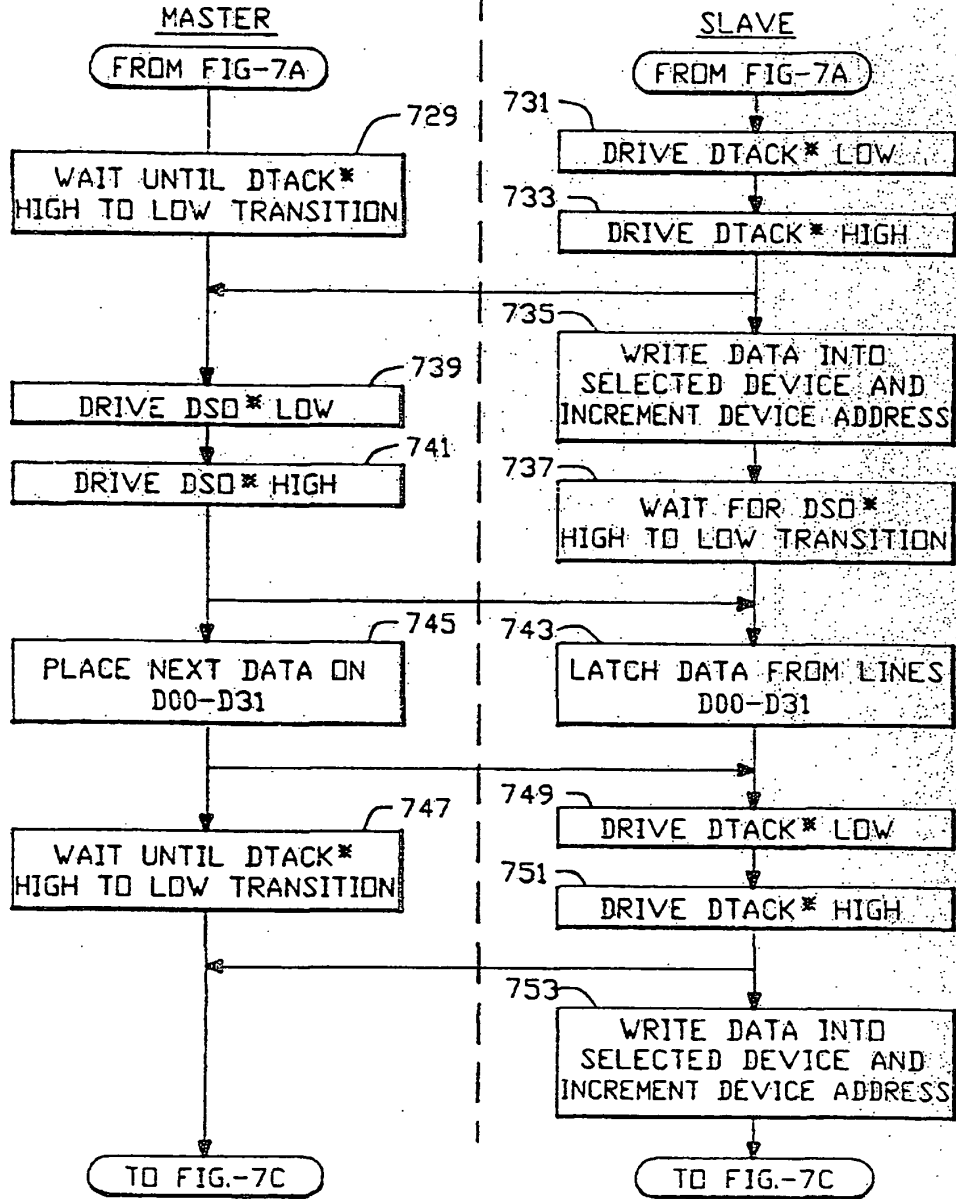 MASTER
FROM FIG-7A
729
WAIT UNTIL DTACK*
HIGH TO LOW TRANSITION
739
DRIVE DSO* LOW
741
DRIVE DSO* HIGH
745
PLACE NEXT DATA ON
D00-D31
747
WAIT UNTIL DTACK*
HIGH TO LOW TRANSITION
TO FIG.-7C
SLAVE
FROM FIG-7A
731
DRIVE DTACK* LOW
733
DRIVE DTACK* HIGH
735
WRITE DATA INTO
SELECTED DEVICE AND
INCREMENT DEVICE ADDRESS
737
WAIT FOR DSO*
HIGH TO LOW TRANSITION
743
LATCH DATA FROM LINES
D00-D31
749
DRIVE DTACK* LOW
751
DRIVE DTACK* HIGH
753
WRITE DATA INTO
SELECTED DEVICE AND
INCREMENT DEVICE ADDRESS
TO FIG.-7C